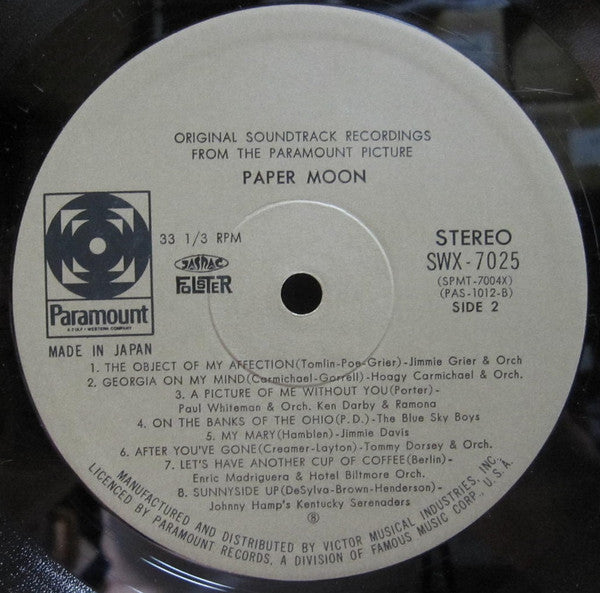 ORIGINAL SOUNDTRACK RECORDINGS
FROM THE PARAMOUNT PICTURE
PAPER MOON
33 1/3 RPM
JASRAC
FOLSTER
STEREO
SWX-7025
(SPMT-7004X)
(PAS-1012-B)
SIDE 2
Paramount
A GULF + WESTERN COMPANY
MADE IN JAPAN
1. THE OBJECT OF MY AFFECTION(Tomlin-Poe-Grier)-Jimmie Grier & Orch
2. GEORGIA ON MY MIND(Carmichael-Gorrell)-Hoagy Carmichael & Orch.
3. A PICTURE OF ME WITHOUT YOU(Porter)-
Paul Whiteman & Orch. Ken Darby & Ramona
4. ON THE BANKS OF THE OHIO(P.D.)-The Blue Sky Boys
5. MY MARY(Hamblen)-Jimmie Davis
6. AFTER YOU'VE GONE(Creamer-Layton)-Tommy Dorsey & Orch.
7. LET'S HAVE ANOTHER CUP OF COFFEE(Berlin)-
Enric Madriguera & Hotel Biltmore Orch.
8. SUNNYSIDE UP(DeSylva-Brown-Henderson)-
Johnny Hamp's Kentucky Serenaders
MANUFACTURED AND DISTRIBUTED BY VICTOR MUSICAL INDUSTRIES, INC.,
LICENCED BY PARAMOUNT RECORDS, A DIVISION OF FAMOUS MUSIC CORP., U.S.A.